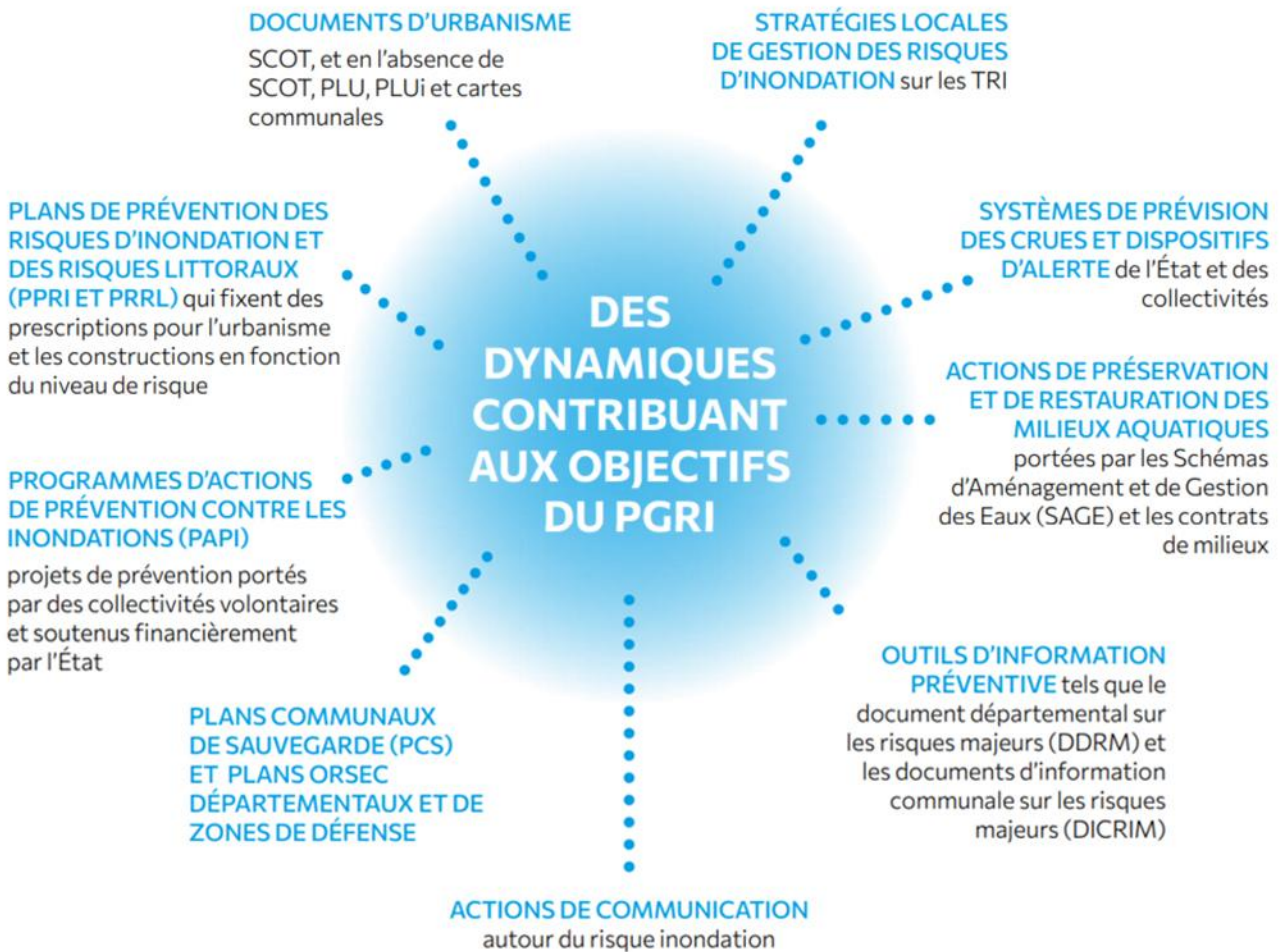 DOCUMENTS D’URBANISME
SCOT, et en l’absence de
SCOT, PLU, PLUi et cartes
communales
STRATÉGIES LOCALES
DE GESTION DES RISQUES
D’INONDATION sur les TRI
PLANS DE PRÉVENTION DES
RISQUES D’INONDATION ET
DES RISQUES LITTORAUX
(PPRI ET PRRL) qui fixent des
prescriptions pour l’urbanisme
et les constructions en fonction
du niveau de risque
SYSTÈMES DE PRÉVISION
DES CRUES ET DISPOSITIFS
D’ALERTE de l’État et des
collectivités
DES
DYNAMIQUES
CONTRIBUANT
AUX OBJECTIFS
DU PGRI
ACTIONS DE PRÉSERVATION
ET DE RESTAURATION DES
MILIEUX AQUATIQUES
portées par les Schémas
d’Aménagement et de Gestion
des Eaux (SAGE) et les contrats
de milieux
PROGRAMMES D’ACTIONS
DE PRÉVENTION CONTRE LES
INONDATIONS (PAPI)
projets de prévention portés
par des collectivités volontaires
et soutenus financièrement
par l’État
OUTILS D’INFORMATION
PRÉVENTIVE tels que le
document départemental sur
les risques majeurs (DDRM) et
les documents d’information
communale sur les risques
majeurs (DICRIM)
PLANS COMMUNAUX
DE SAUVEGARDE (PCS)
ET PLANS ORSEC
DÉPARTEMENTAUX ET DE
ZONES DE DÉFENSE
ACTIONS DE COMMUNICATION
autour du risque inondation